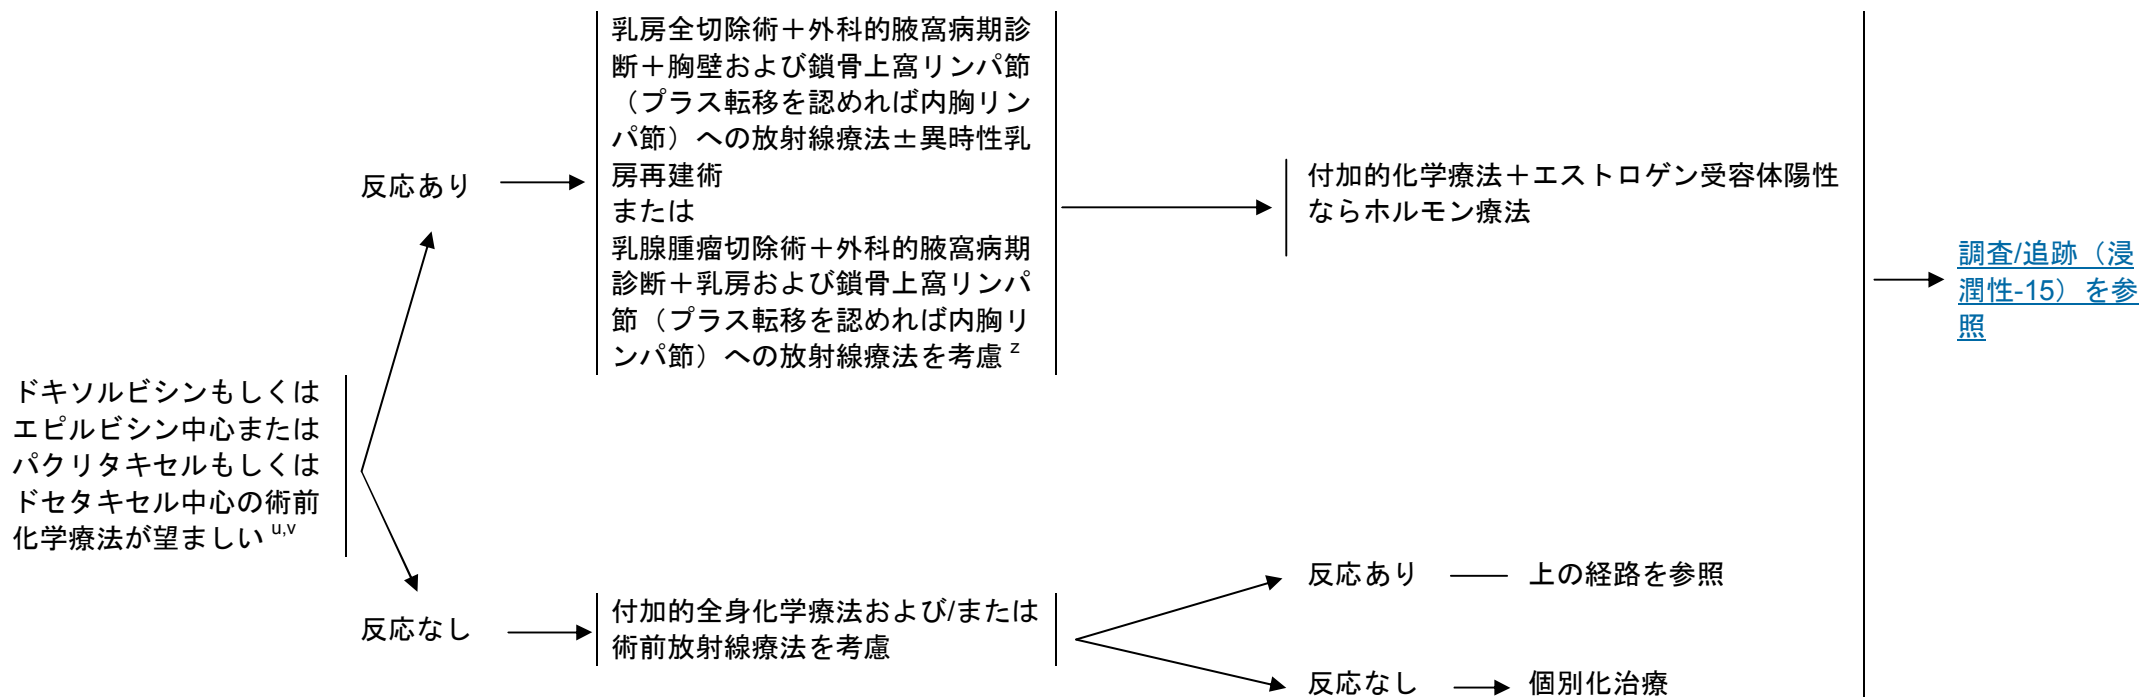 乳房全切除術＋外科的腋窩病期診
断＋胸壁および鎖骨上窩リンパ節
（プラス転移を認めれば内胸リン
パ節）への放射線療法±異時性乳
房再建術
または
乳腺腫瘤切除術＋外科的腋窩病期
診断＋乳房および鎖骨上窩リンパ
節（プラス転移を認めれば内胸リ
ンパ節）への放射線療法を考慮 z
反応あり
付加的化学療法＋エストロゲン受容体陽性
ならホルモン療法
調査/追跡（浸
潤性-15）を参
照
ドキソルビシンもしくは
エピルビシン中心または
パクリタキセルもしくは
ドセタキセル中心の術前
化学療法が望ましい u,v
反応なし
付加的全身化学療法および/または
術前放射線療法を考慮
反応あり
上の経路を参照
反応なし
個別化治療